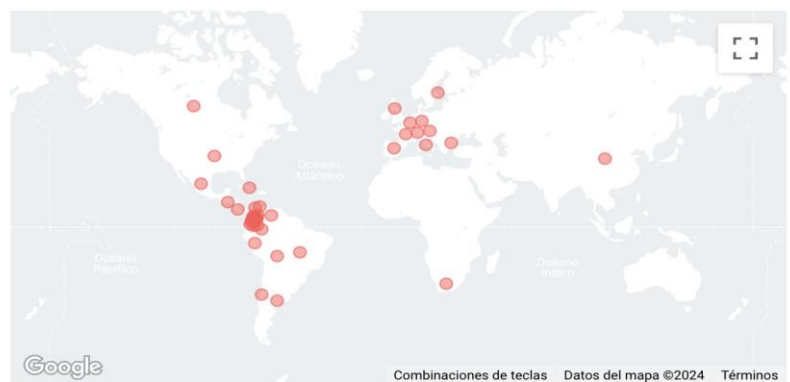 Océano
Atlántico
Océano
Pacífico
Océano
Índico
Google
Combinaciones de teclas Datos del mapa ©2024 Términos